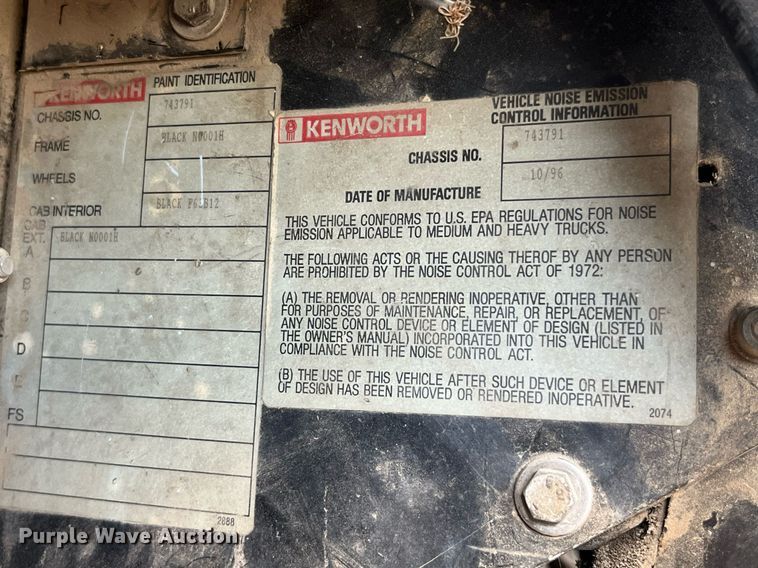 KENWORTH
PAINT IDENTIFICATION
CHASSIS NO. 743791
FRAME BLACK N0001H
WHEELS
CAB INTERIOR BLACK
CAB
EXT. BLACK N0001H
A
B
C
D
E
FS
2088
KENWORTH
VEHICLE NOISE EMISSION
CONTROL INFORMATION
CHASSIS NO. 743791
DATE OF MANUFACTURE 10/96
THIS VEHICLE CONFORMS TO U.S. EPA REGULATIONS FOR NOISE
EMISSION APPLICABLE TO MEDIUM AND HEAVY TRUCKS.
THE FOLLOWING ACTS OR THE CAUSING THEROF BY ANY PERSON
ARE PROHIBITED BY THE NOISE CONTROL ACT OF 1972:
(A) THE REMOVAL OR RENDERING INOPERATIVE, OTHER THAN
FOR PURPOSES OF MAINTENANCE, REPAIR, OR REPLACEMENT, OF
ANY NOISE CONTROL DEVICE OR ELEMENT OF DESIGN (LISTED IN
THE OWNER'S MANUAL) INCORPORATED INTO THIS VEHICLE IN
COMPLIANCE WITH THE NOISE CONTROL ACT.
(B) THE USE OF THIS VEHICLE AFTER SUCH DEVICE OR ELEMENT
OF DESIGN HAS BEEN REMOVED OR RENDERED INOPERATIVE.
2074
Purple Wave Auction